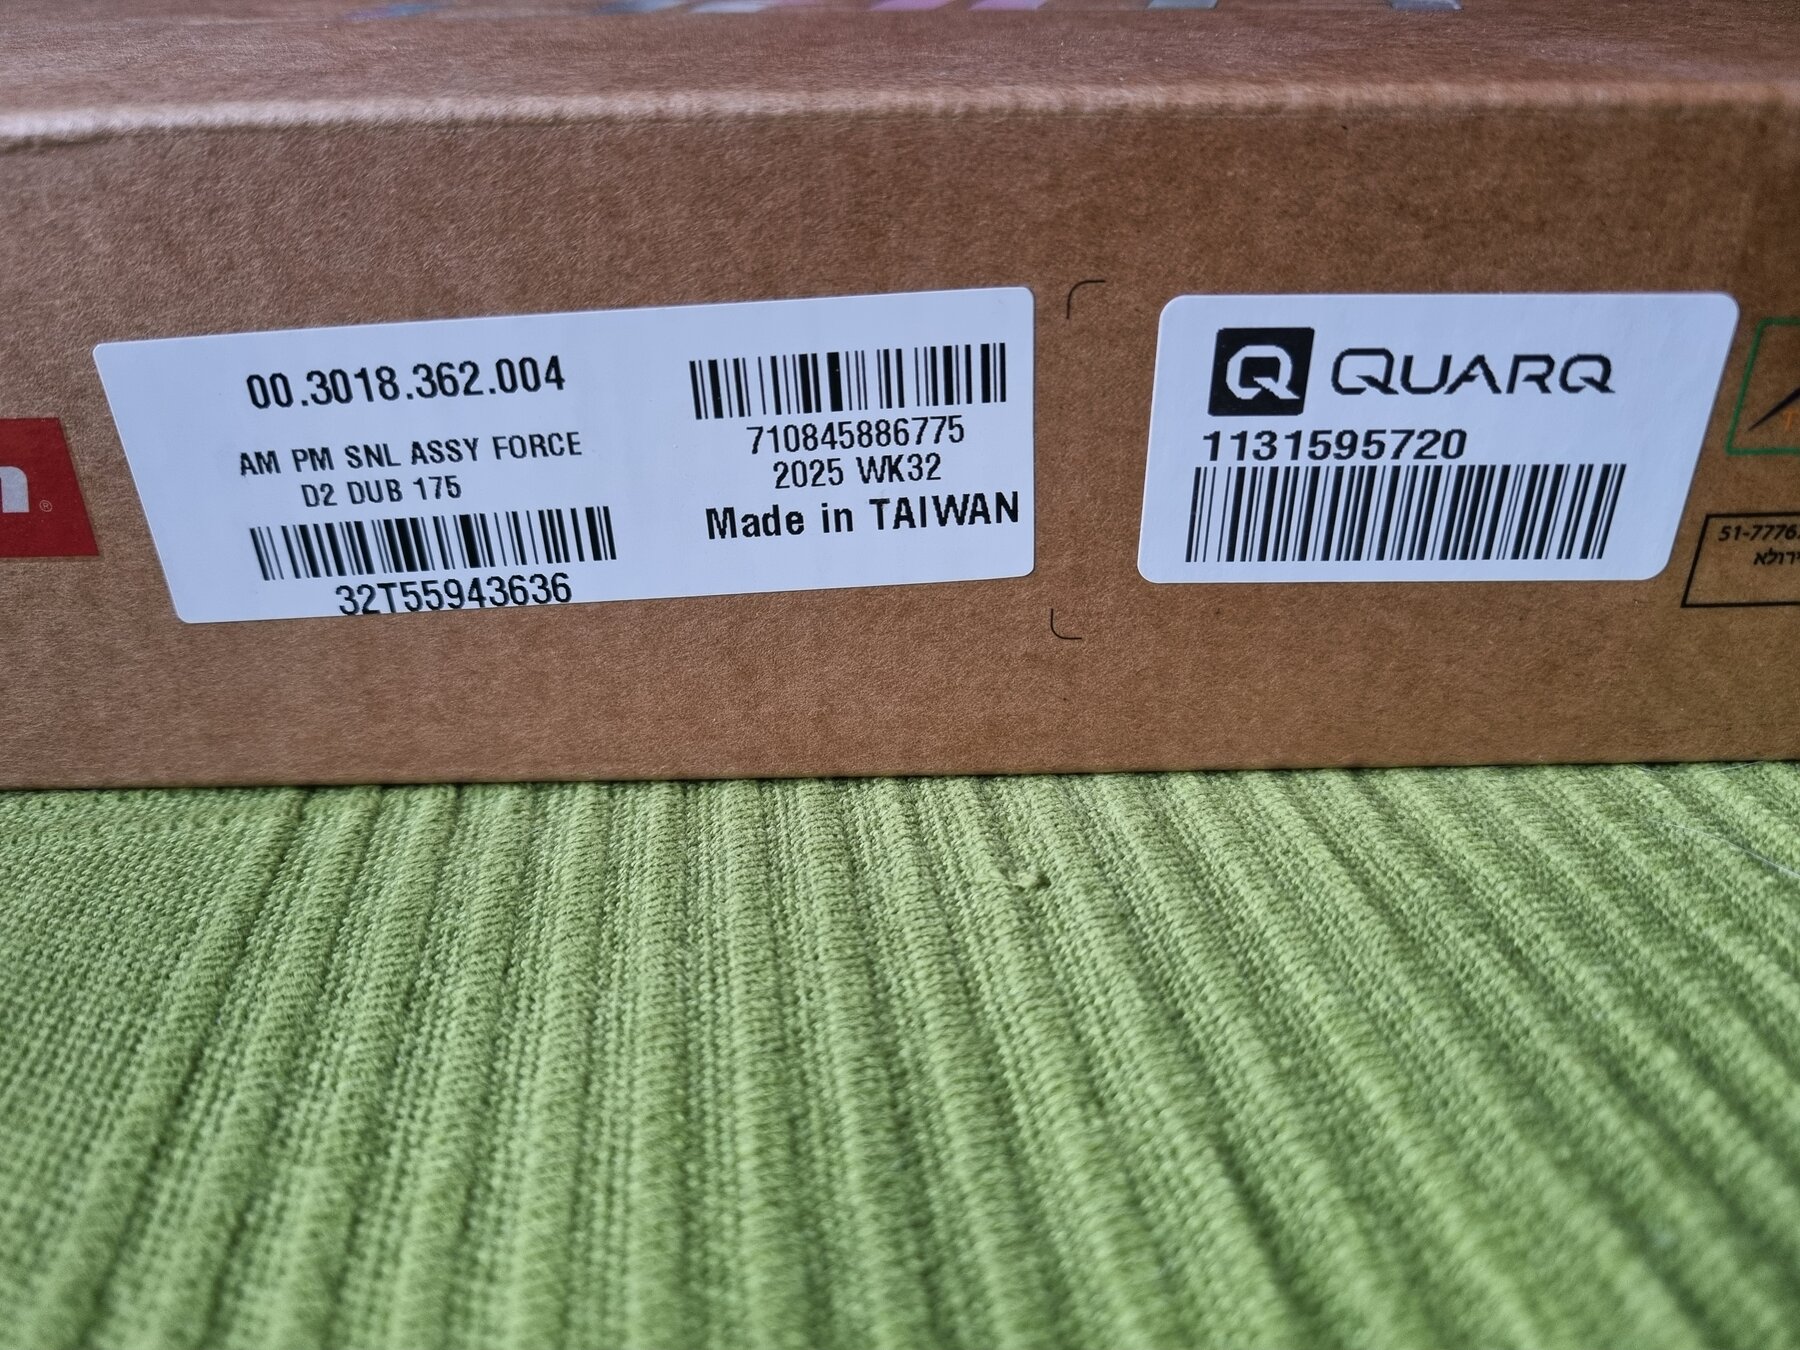 00.3018.362.004
AM PM SNL ASSY FORCE
D2 DUB 175
32T55943636
710845886775
2025 WK32
Made in TAIWAN
QUARQ
1131595720